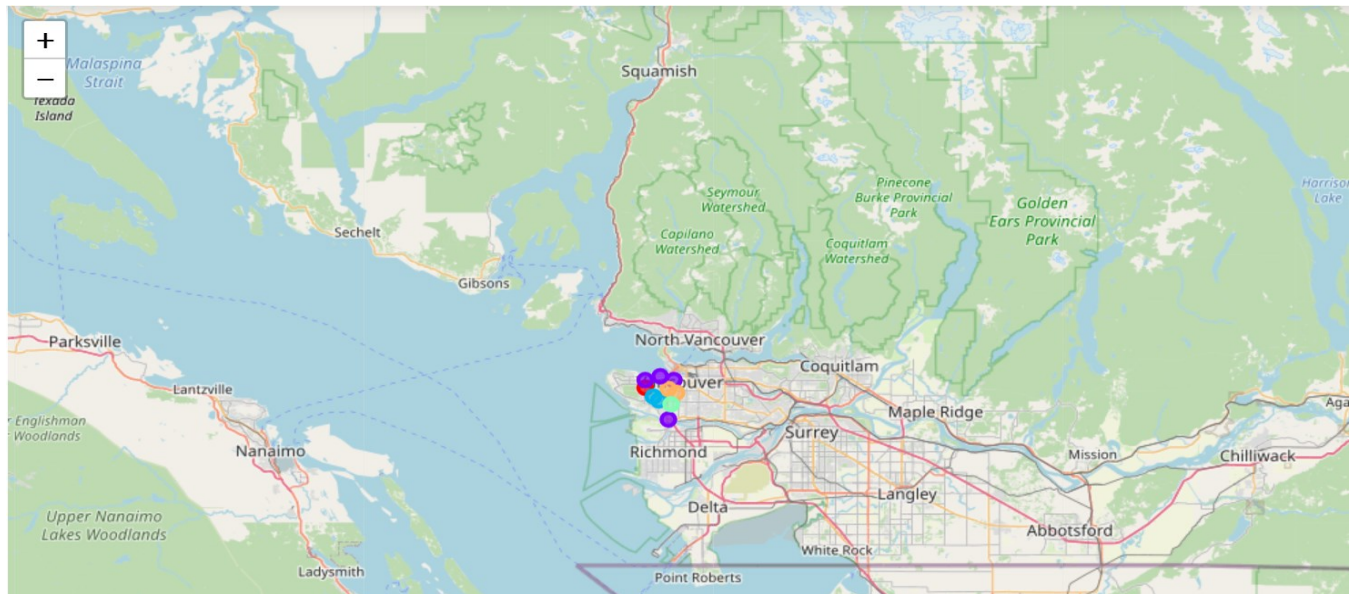 +
−
Malaspina
Strait
Texada
Island
Squamish
Seymour
Watershed
Pinecone
Burke Provincial
Park
Golden
Ears Provincial
Park
Harrison
Lake
Capilano
Watershed
Coquitlam
Watershed
Sechelt
Gibsons
Parksville
North Vancouver
Coquitlam
ouver
Lantzville
Maple Ridge
r Englishman
Woodlands
Nanaimo
Richmond
Surrey
Mission
Chilliwack
Aga
Langley
Upper Nanaimo
Lakes Woodlands
Delta
Abbotsford
White Rock
Ladysmith
Point Roberts